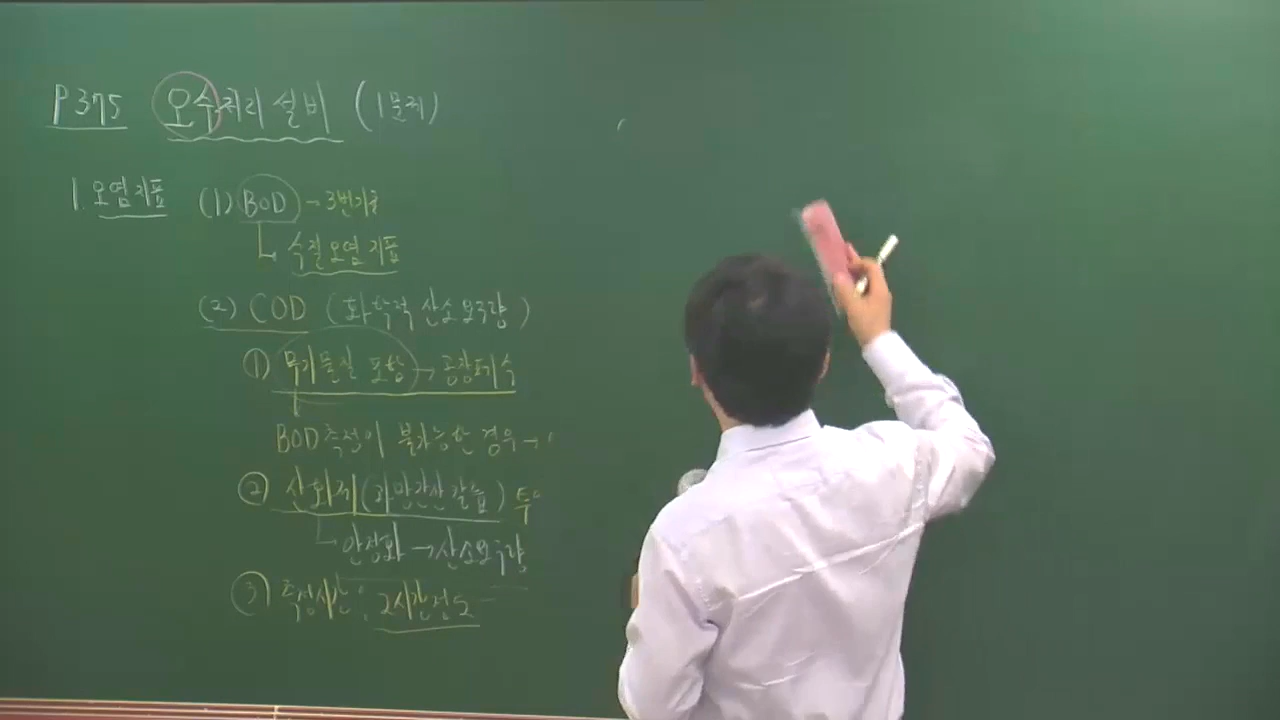 P375 오수처리설비 (1문제)
1. 오염지표 (1) BOD → 3번기출
수질오염지표
(2) COD (화학적 산소요구량)
① 무기물질 포함 → 공장폐수
BOD측정이 불가능한 경우 →
② 산화제(과망간산칼륨) 투
안정화 → 산소요구량
③ 측정시간 : 2시간정도